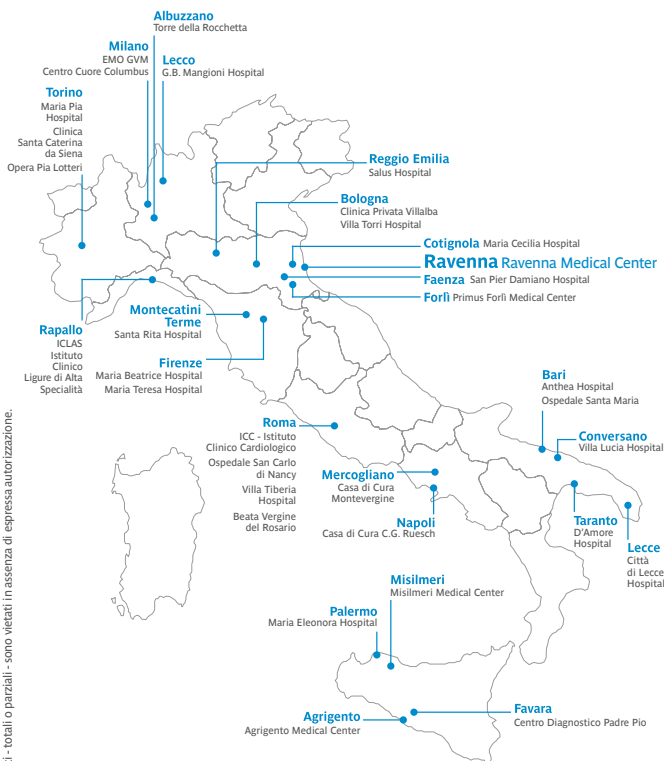 Albuzzano
Torre della Rocchetta
Milano
EMO GVM
Centro Cuore Columbus
Lecco
G.B. Mangioni Hospital
Torino
Maria Pia
Hospital
Clinica
Santa Caterina
da Siena
Opera Pia Lotteri
Reggio Emilia
Salus Hospital
Bologna
Clinica Privata Villalba
Villa Torri Hospital
Cotignola Maria Cecilia Hospital
Ravenna Ravenna Medical Center
Faenza San Pier Damiano Hospital
Forlì Primus Forlì Medical Center
Rapallo
ICLAS
Istituto
Clinico
Ligure di Alta
Specialità
Montecatini
Terme
Santa Rita Hospital
Firenze
Maria Beatrice Hospital
Maria Teresa Hospital
Bari
Anthea Hospital
Ospedale Santa Maria
Conversano
Villa Lucia Hospital
Roma
ICC - Istituto
Clinico Cardiologico
Ospedale San Carlo
di Nancy
Villa Tiberia
Hospital
Beata Vergine
del Rosario
Mercogliano
Casa di Cura
Montevergine
Napoli
Casa di Cura C.G. Ruesch
Taranto
D'Amore
Hospital
Lecce
Città
di Lecce
Hospital
Misilmeri
Misilmeri Medical Center
Palermo
Maria Eleonora Hospital
Agrigento
Agrigento Medical Center
Favara
Centro Diagnostico Padre Pio
- totali o parziali - sono vietati in assenza di espressa autorizzazione.